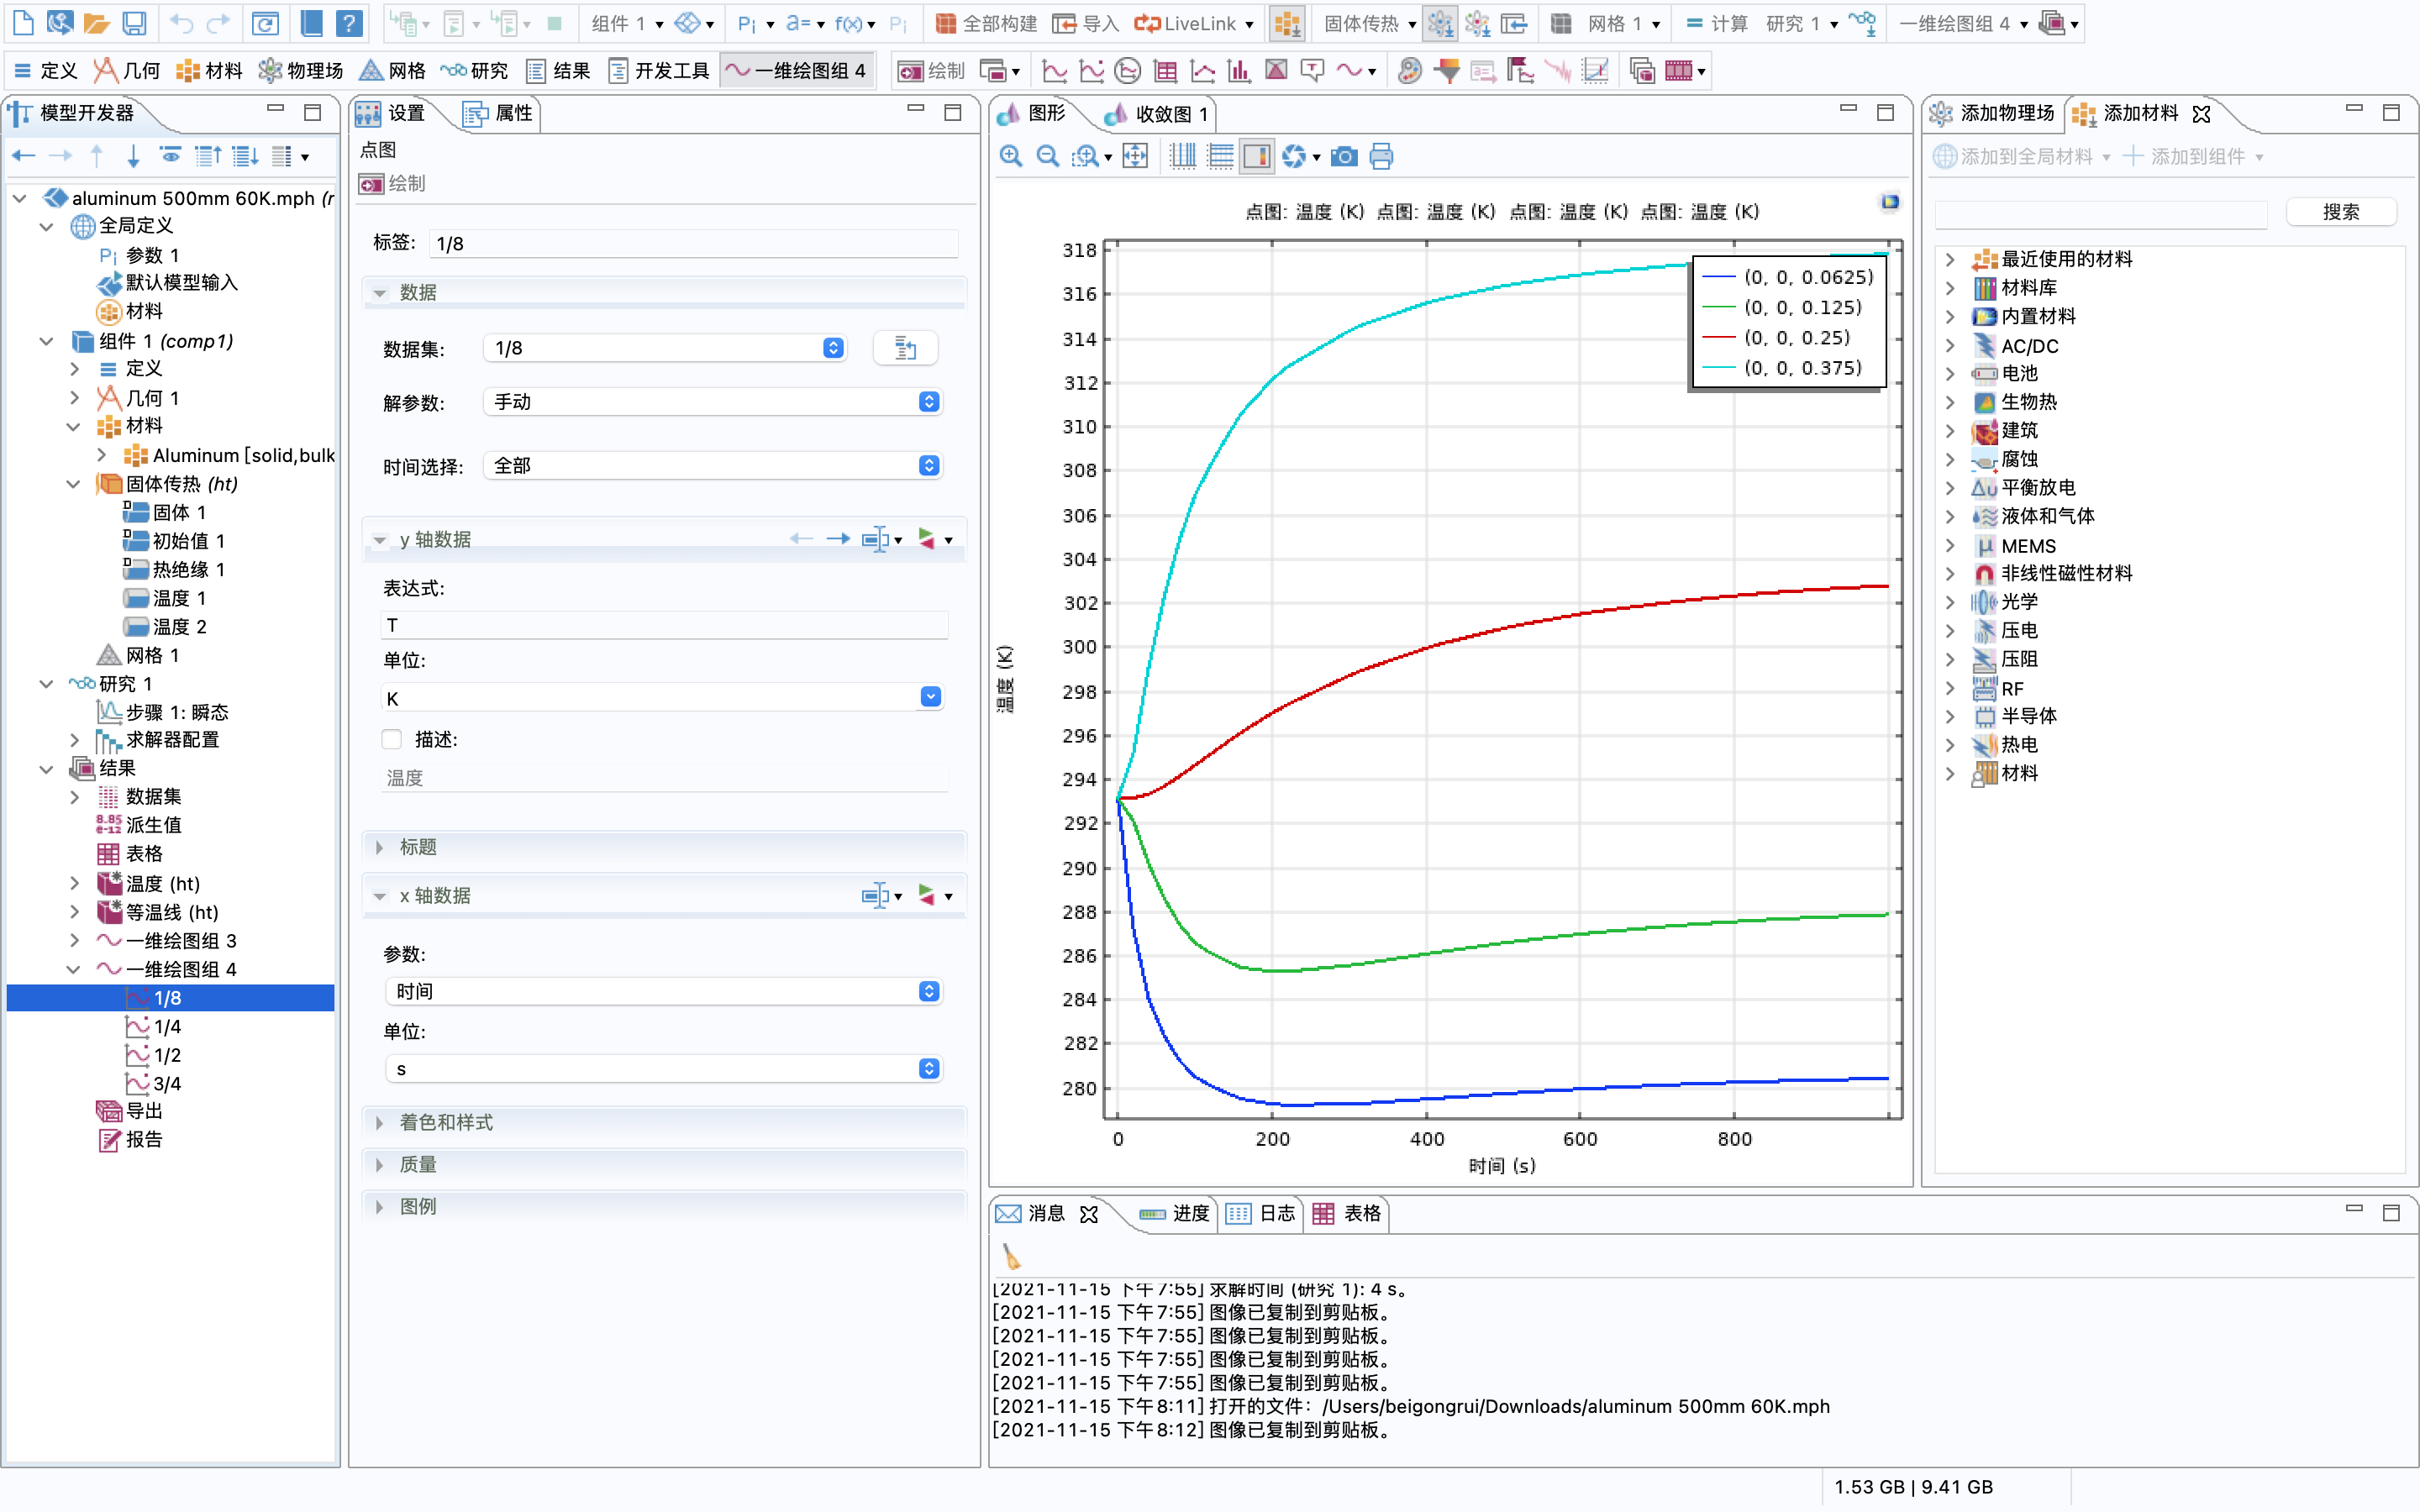 组件 1
Pi
a=
f(x)
Pi
全部构建
导入
LiveLink
固体传热
网格 1
= 计算
研究 1
一维绘图组 4
定义
几何
材料
物理场
网格
研究
结果
开发工具
一维绘图组 4
绘制
模型开发器
aluminum 500mm 60K.mph (r
全局定义
Pi 参数 1
默认模型输入
材料
组件 1 (comp1)
定义
几何 1
材料
Aluminum [solid,bulk
固体传热 (ht)
固体 1
初始值 1
热绝缘 1
温度 1
温度 2
网格 1
研究 1
步骤 1: 瞬态
求解器配置
结果
数据集
8.85
e-12 派生值
表格
温度 (ht)
等温线 (ht)
一维绘图组 3
一维绘图组 4
1/8
1/4
1/2
3/4
导出
报告
设置
属性
点图
绘制
标签: 1/8
数据
数据集: 1/8
解参数: 手动
时间选择: 全部
y 轴数据
表达式:
T
单位:
K
描述:
温度
标题
x 轴数据
参数:
时间
单位:
s
着色和样式
质量
图例
图形
收敛图 1
点图: 温度 (K) 点图: 温度 (K) 点图: 温度 (K) 点图: 温度 (K)
318
316
314
312
310
308
306
304
302
300
298
296
294
292
290
288
286
284
282
280
温度 (K)
(0, 0, 0.0625)
(0, 0, 0.125)
(0, 0, 0.25)
(0, 0, 0.375)
0 200 400 600 800
时间 (s)
消息
进度
日志
表格
[2021-11-15 下午7:55] 求解时间 (研究 1): 4 s。
[2021-11-15 下午7:55] 图像已复制到剪贴板。
[2021-11-15 下午7:55] 图像已复制到剪贴板。
[2021-11-15 下午7:55] 图像已复制到剪贴板。
[2021-11-15 下午7:55] 图像已复制到剪贴板。
[2021-11-15 下午8:11] 打开的文件: /Users/beigongrui/Downloads/aluminum 500mm 60K.mph
[2021-11-15 下午8:12] 图像已复制到剪贴板。
添加物理场
添加材料
添加到全局材料
添加到组件
搜索
最近使用的材料
材料库
内置材料
AC/DC
电池
生物热
建筑
腐蚀
平衡放电
液体和气体
MEMS
非线性磁性材料
光学
压电
压阻
RF
半导体
热电
材料
1.53 GB | 9.41 GB